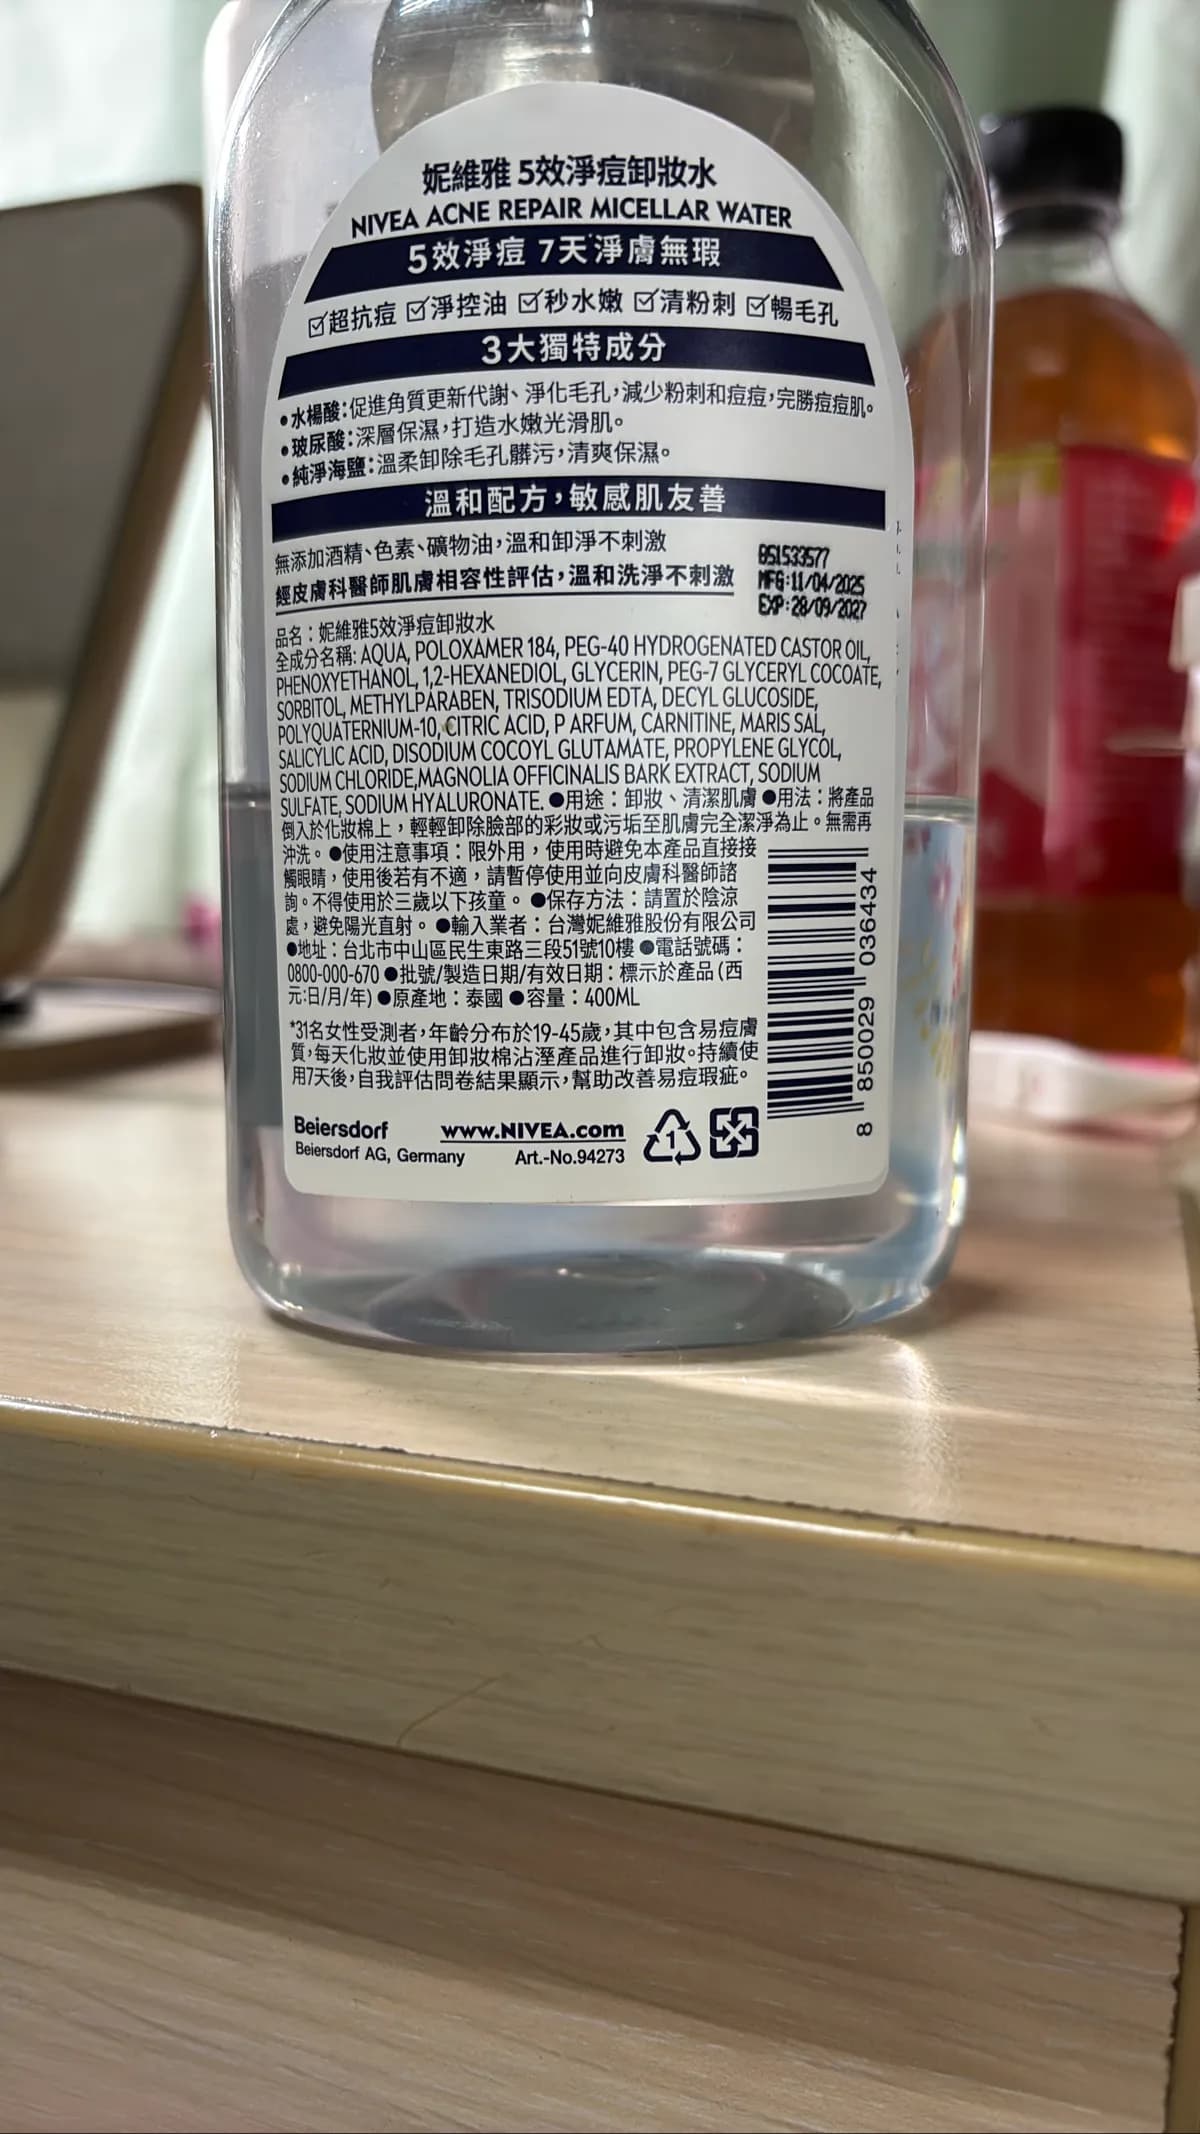 妮維雅 5效淨痘卸妝水
NIVEA ACNE REPAIR MICELLAR WATER
5效淨痘 7天淨膚無瑕
☑超抗痘 ☑淨控油 ☑秒水嫩 ☑清粉刺 ☑暢毛孔
3大獨特成分
•水楊酸:促進角質更新代謝、淨化毛孔,減少粉刺和痘痘,完勝痘痘肌。
•玻尿酸:深層保濕,打造水嫩光滑肌。
•純淨海鹽:溫柔卸除毛孔髒污,清爽保濕。
溫和配方,敏感肌友善
無添加酒精、色素、礦物油,溫和卸淨不刺激
經皮膚科醫師肌膚相容性評估,溫和洗淨不刺激
851533577
MFG:11/04/2025
EXP:28/09/2027
品名:妮維雅5效淨痘卸妝水
全成分名稱: AQUA, POLOXAMER 184, PEG-40 HYDROGENATED CASTOR OIL,
PHENOXYETHANOL, 1,2-HEXANEDIOL, GLYCERIN, PEG-7 GLYCERYL COCOATE,
SORBITOL, METHYLPARABEN, TRISODIUM EDTA, DECYL GLUCOSIDE,
POLYQUATERNIUM-10, CITRIC ACID, P ARFUM, CARNITINE, MARIS SAL,
SALICYLIC ACID, DISODIUM COCOYL GLUTAMATE, PROPYLENE GLYCOL,
SODIUM CHLORIDE,MAGNOLIA OFFICINALIS BARK EXTRACT, SODIUM
SULFATE, SODIUM HYALURONATE. ●用途:卸妝、清潔肌膚 ●用法:將產品
倒入於化妝棉上,輕輕卸除臉部的彩妝或污垢至肌膚完全潔淨為止。無需再
沖洗。●使用注意事項:限外用,使用時避免本產品直接接
觸眼睛,使用後若有不適,請暫停使用並向皮膚科醫師諮
詢。不得使用於三歲以下孩童。●保存方法:請置於陰涼
處,避免陽光直射。●輸入業者:台灣妮維雅股份有限公司
●地址:台北市中山區民生東路三段51號10樓 ●電話號碼:
0800-000-670 ●批號/製造日期/有效日期:標示於產品(西
元:日/月/年) ●原產地:泰國 ●容量:400ML
*31名女性受測者,年齡分布於19-45歲,其中包含易痘膚
質,每天化妝並使用卸妝棉沾溼產品進行卸妝。持續使
用7天後,自我評估問卷結果顯示,幫助改善易痘瑕疵。
8 850029 036434
Beiersdorf
Beiersdorf AG, Germany
www.NIVEA.com
Art.-No.94273
1